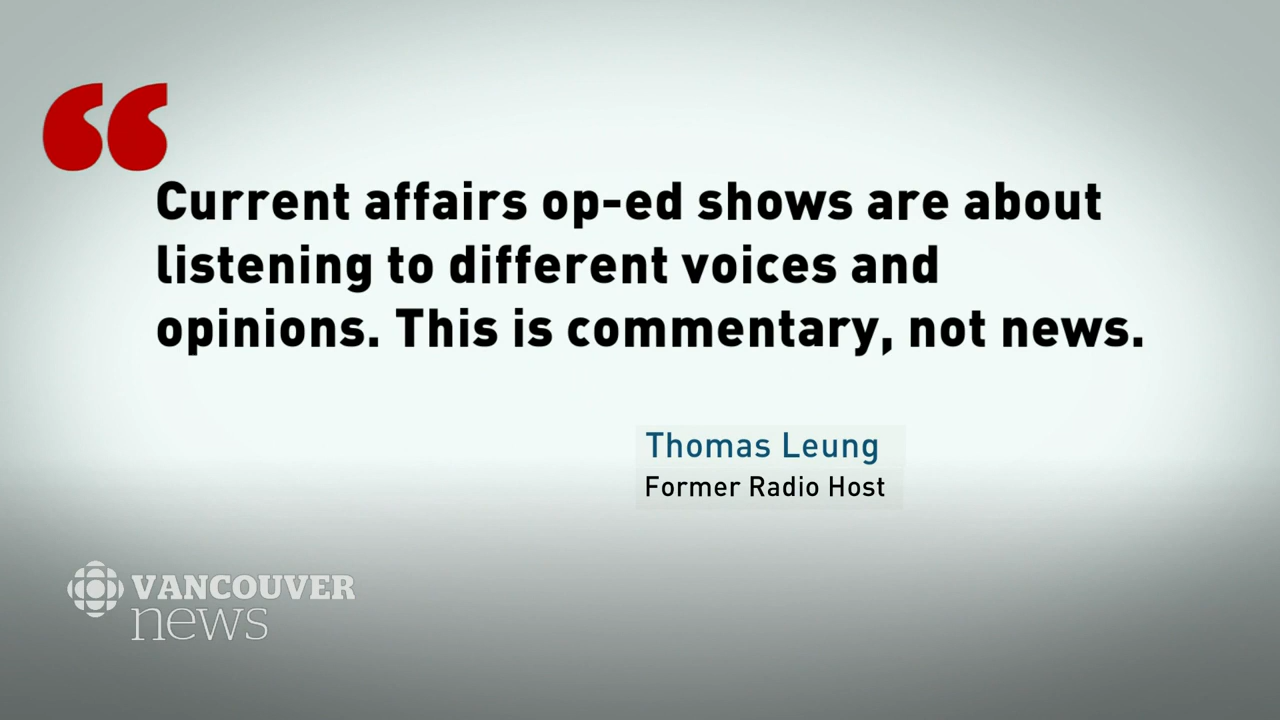 “
Current affairs op-ed shows are about
listening to different voices and
opinions. This is commentary, not news.
Thomas Leung
Former Radio Host
VANCOUVER
news